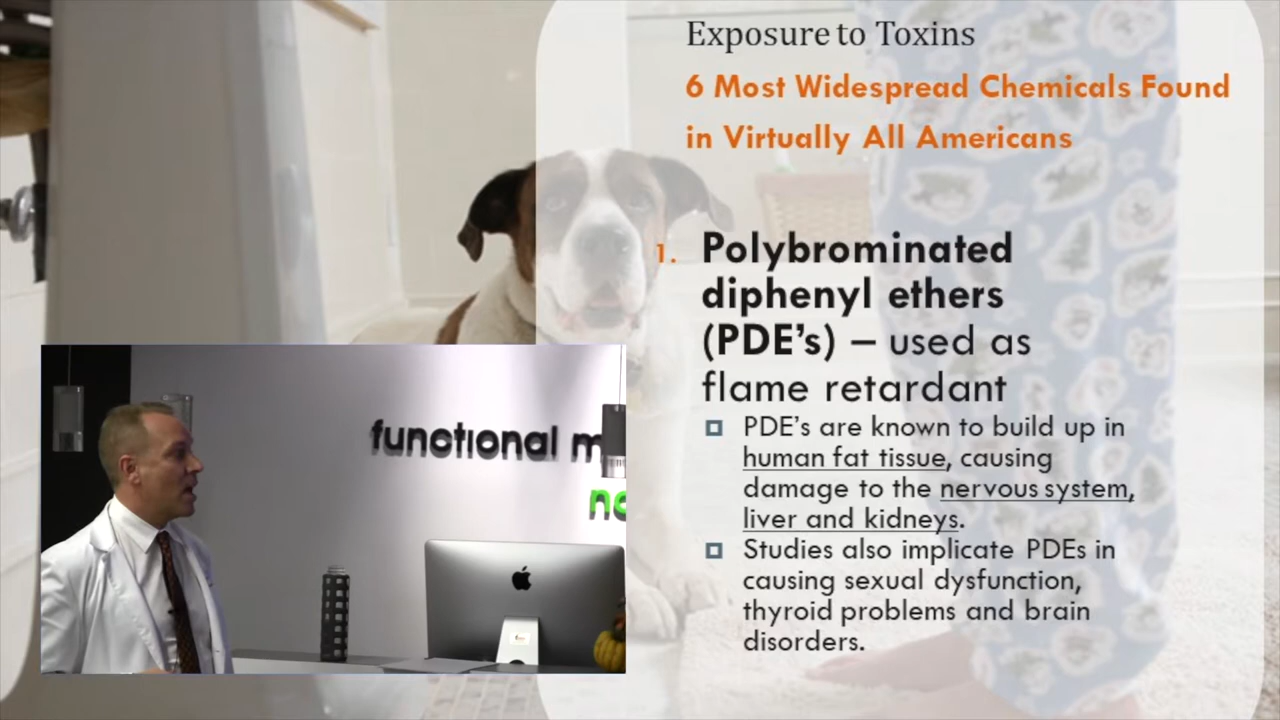 Exposure to Toxins
6 Most Widespread Chemicals Found
in Virtually All Americans
1. Polybrominated
diphenyl ethers
(PDE’s) – used as
flame retardant
PDE’s are known to build up in
human fat tissue, causing
damage to the nervous system,
liver and kidneys.
Studies also implicate PDEs in
causing sexual dysfunction,
thyroid problems and brain
disorders.
functional